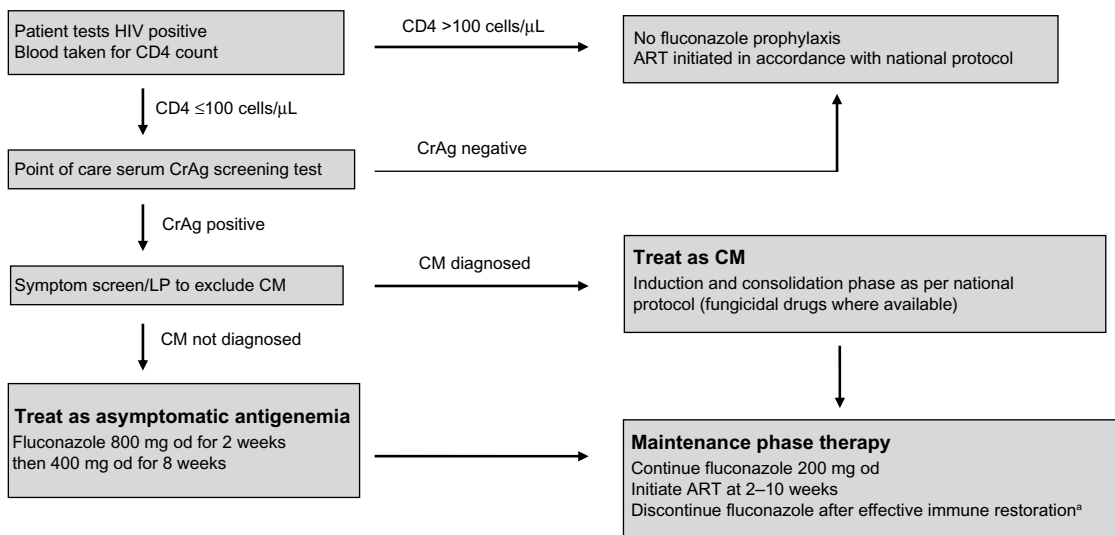 Patient tests HIV positive
Blood taken for CD4 count
CD4 >100 cells/μL
No fluconazole prophylaxis
ART initiated in accordance with national protocol
CD4 ≤100 cells/μL
Point of care serum CrAg screening test
CrAg negative
CrAg positive
Symptom screen/LP to exclude CM
CM diagnosed
Treat as CM
Induction and consolidation phase as per national
protocol (fungicidal drugs where available)
CM not diagnosed
Treat as asymptomatic antigenemia
Fluconazole 800 mg od for 2 weeks
then 400 mg od for 8 weeks
Maintenance phase therapy
Continue fluconazole 200 mg od
Initiate ART at 2–10 weeks
Discontinue fluconazole after effective immune restorationᵃ